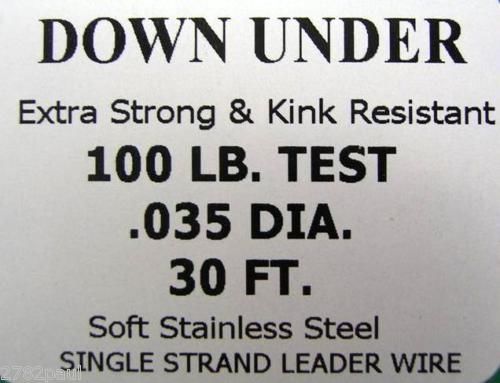 DOWN UNDER
Extra Strong & Kink Resistant
100 LB. TEST
.035 DIA.
30 FT.
Soft Stainless Steel
SINGLE STRAND LEADER WIRE
2782paul